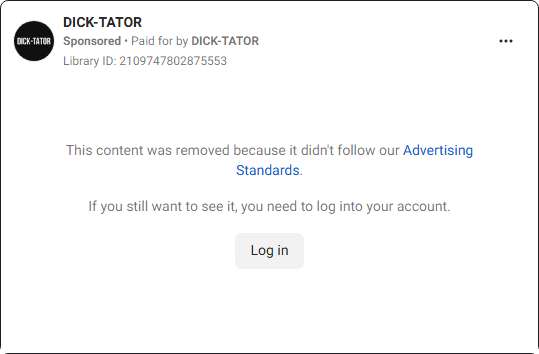 DICK-TATOR
DICK-TATOR
Sponsored • Paid for by DICK-TATOR
Library ID: 2109747802875553
This content was removed because it didn't follow our Advertising
Standards.
If you still want to see it, you need to log into your account.
Log in